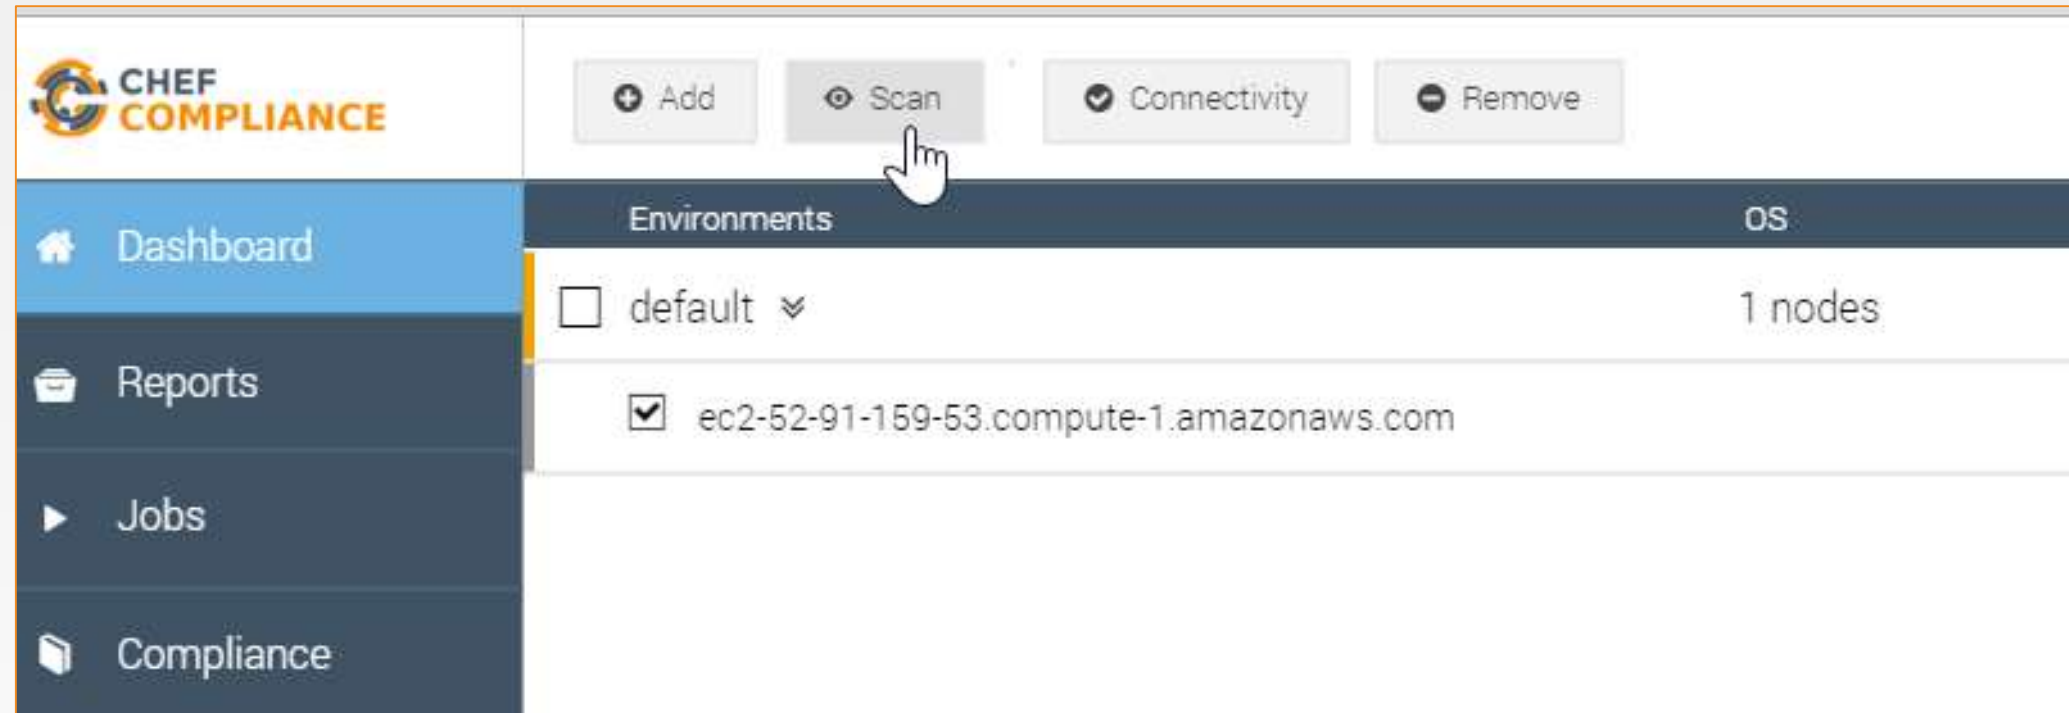 CHEF
COMPLIANCE
Add Scan Connectivity Remove
Environments OS
Dashboard
default 1 nodes
Reports
ec2-52-91-159-53.compute-1.amazonaws.com
Jobs
Compliance